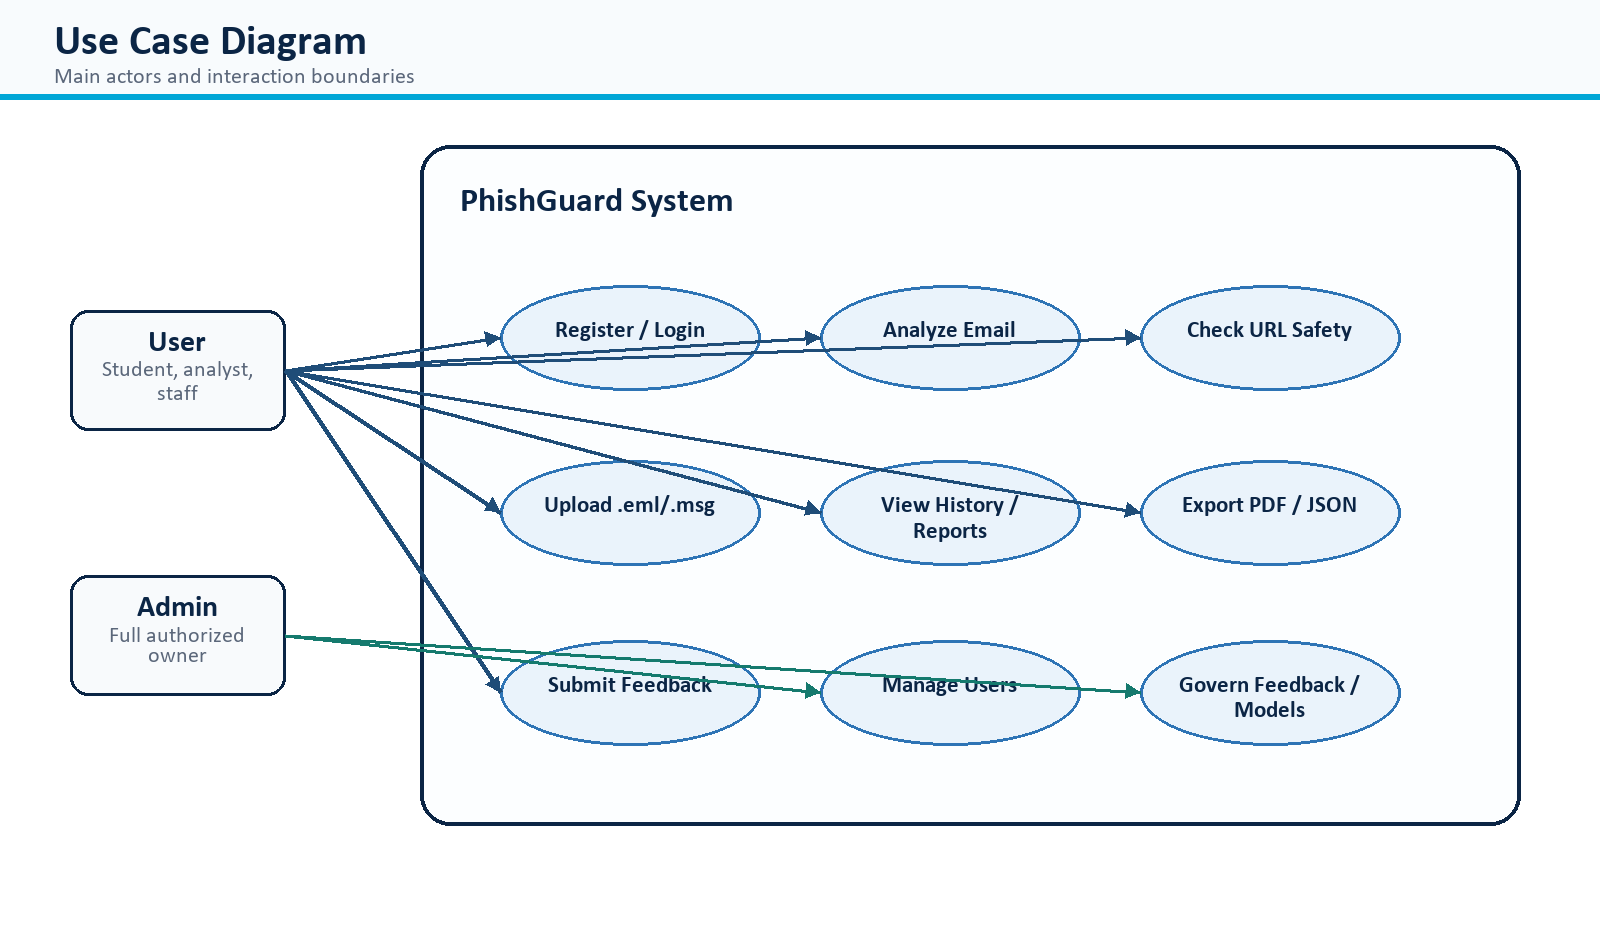 Use Case Diagram
Main actors and interaction boundaries
PhishGuard System
User
Student, analyst,
staff
Register / Login
Analyze Email
Check URL Safety
Upload .eml/.msg
View History /
Reports
Export PDF / JSON
Admin
Full authorized
owner
Submit Feedback
Manage Users
Govern Feedback /
Models